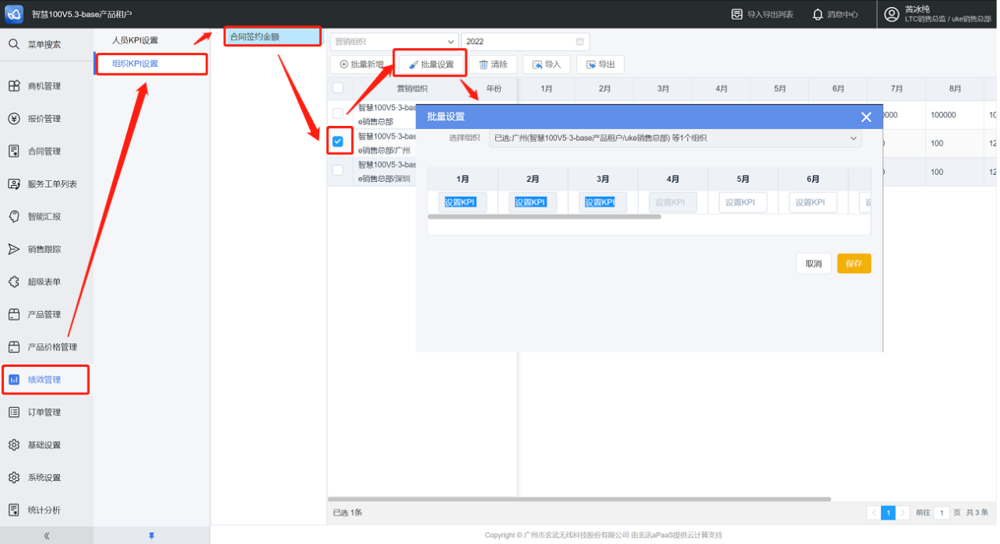 智慧100V5.3-base产品租户
导入导出列表
消息中心
黄冰纯
LTC销售总监 / uke销售总部
菜单搜索
商机管理
报价管理
合同管理
服务工单列表
智能汇报
销售跟踪
超级表单
产品管理
产品价格管理
绩效管理
订单管理
基础设置
系统设置
统计分析
人员KPI设置
组织KPI设置
合同签约金额
营销组织
2022
批量新增
批量设置
清除
导入
导出
营销组织 年份 1月 2月 3月 4月 5月 6月 7月 8月
智慧100V5·3-bas
e销售总部
0000 100000 10
智慧100V5·3-bas
e销售总部/广州
100 12
智慧100V5·3-bas
e销售总部/深圳
100 12
批量设置
选择组织
已选:广州(智慧100V5·3-base产品租户/uke销售总部) 等1个组织
1月 2月 3月 4月 5月 6月
设置KPI 设置KPI 设置KPI 设置KPI 设置KPI 设置KPI
取消
保存
已选 1条
1
前往 1 页 共 3 条
Copyright © 广州市玄武无线科技股份有限公司 由玄讯aPaaS提供云计算支持